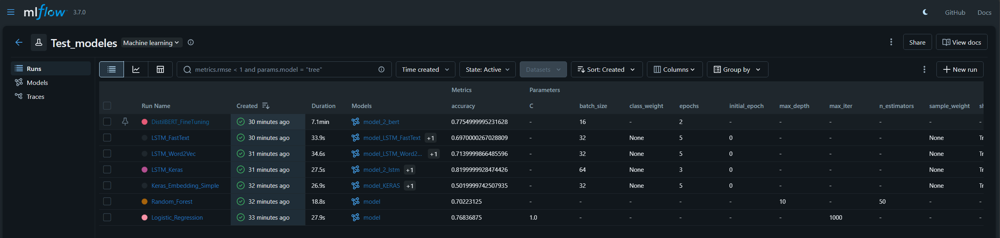 mlflow 3.7.0 GitHub Docs
Test_modeles Machine learning Share View docs
Runs
Models
Traces
metrics.rmse < 1 and params.model = "tree" Time created State: Active Datasets Sort: Created Columns Group by New run
Metrics Parameters
Run Name Created Duration Models accuracy C batch_size class_weight epochs initial_epoch max_depth max_iter n_estimators sample_weight
DistilBERT_FineTuning 30 minutes ago 7.1min model_2_bert 0.7754999995231628 - 16 - 2 - - - - - -
LSTM_FastText 30 minutes ago 33.9s model_LSTM_FastText +1 0.6970000267028809 - 32 None 5 0 - - - None Tr
LSTM_Word2Vec 31 minutes ago 34.6s model_LSTM_Word2... +1 0.7139999866485596 - 32 None 5 0 - - - None Tr
LSTM_Keras 31 minutes ago 27.5s model_2_lstm +1 0.8199999928474426 - 64 None 3 0 - - - None Tr
Keras_Embedding_Simple 32 minutes ago 26.9s model_KERAS +1 0.5019999742507935 - 32 None 5 0 - - - None Tr
Random_Forest 32 minutes ago 18.8s model 0.70223125 - - - - - 10 - 50 - -
Logistic_Regression 33 minutes ago 27.9s model 0.76836875 1.0 - - - - - 1000 - - -